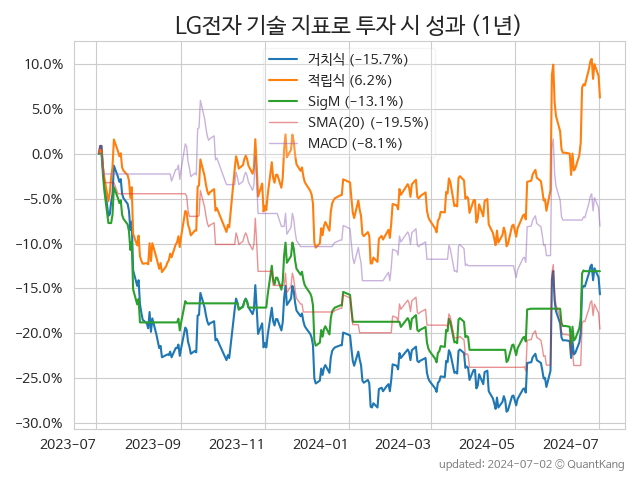 LG전자 기술 지표로 투자 시 성과 (1년)
거치식 (−15.7%)
적립식 (6.2%)
SigM (−13.1%)
SMA(20) (−19.5%)
MACD (−8.1%)
10.0%
5.0%
0.0%
−5.0%
−10.0%
−15.0%
−20.0%
−25.0%
−30.0%
2023-07 2023-09 2023-11 2024-01 2024-03 2024-05 2024-07
updated: 2024-07-02 © QuantKang